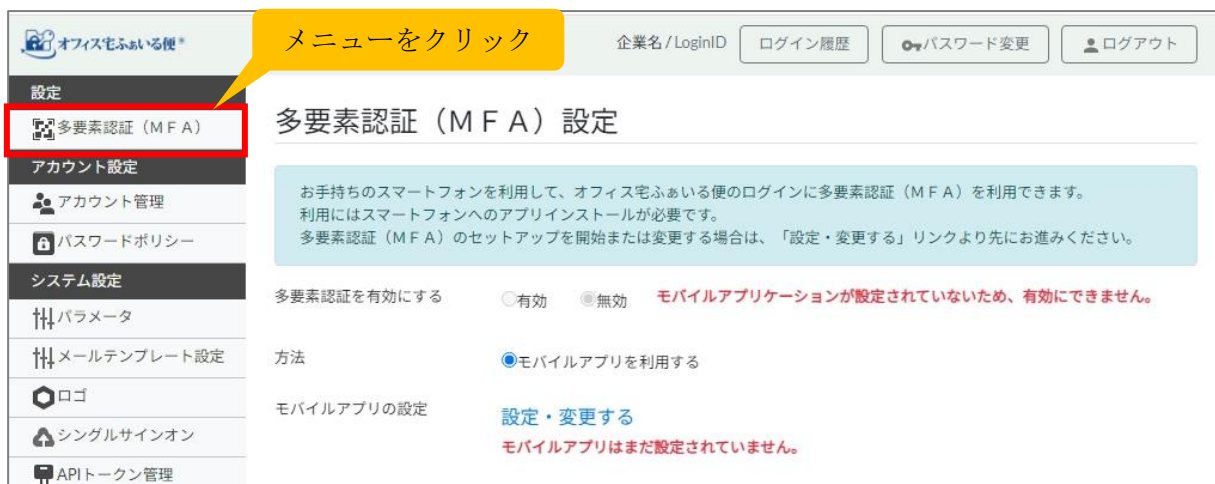 オフィス宅ふぁいる便®
メニューをクリック
企業名/LoginID
ログイン履歴
パスワード変更
ログアウト
設定
多要素認証（ＭＦＡ）
アカウント設定
アカウント管理
パスワードポリシー
システム設定
パラメータ
メールテンプレート設定
ロゴ
シングルサインオン
APIトークン管理
多要素認証（ＭＦＡ）設定
お手持ちのスマートフォンを利用して、オフィス宅ふぁいる便のログインに多要素認証（ＭＦＡ）を利用できます。
利用にはスマートフォンへのアプリインストールが必要です。
多要素認証（ＭＦＡ）のセットアップを開始または変更する場合は、「設定・変更する」リンクより先にお進みください。
多要素認証を有効にする
有効 無効 モバイルアプリケーションが設定されていないため、有効にできません。
方法
モバイルアプリを利用する
モバイルアプリの設定
設定・変更する
モバイルアプリはまだ設定されていません。